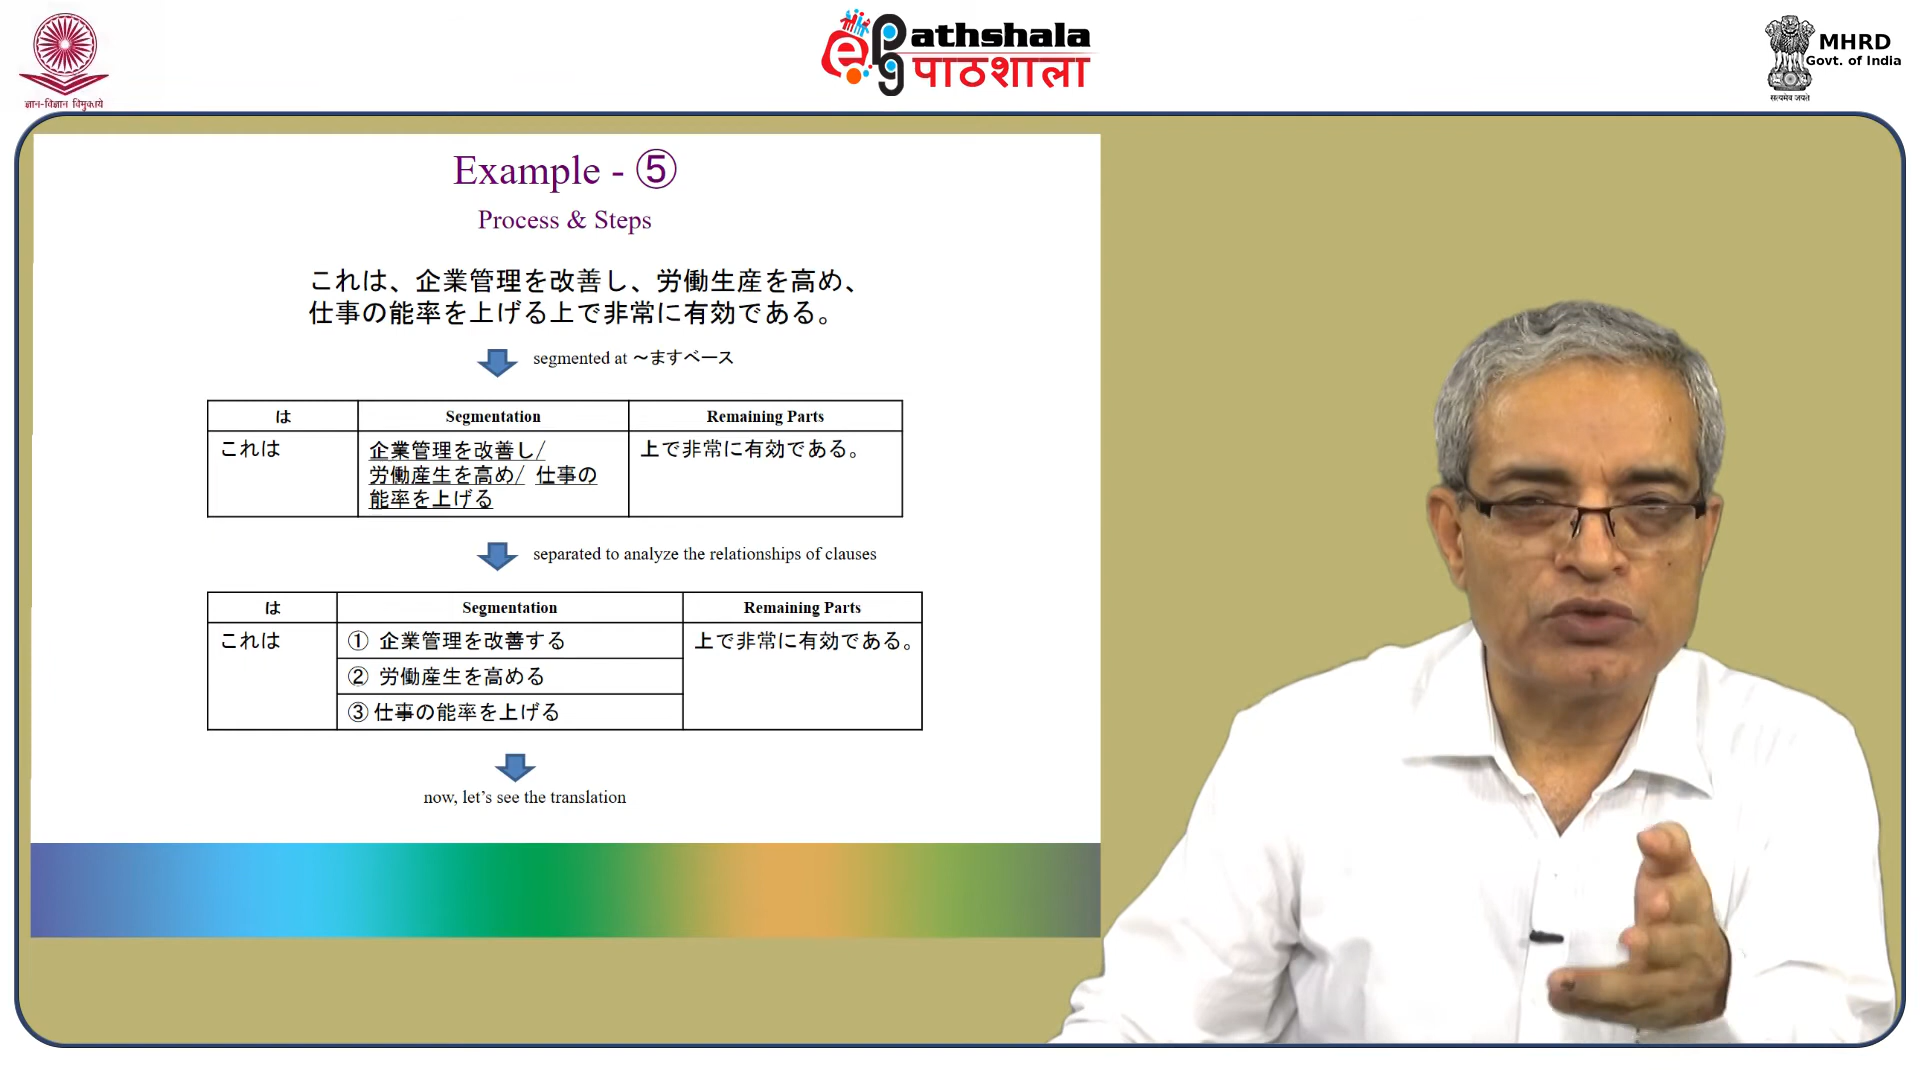 ज्ञान-विज्ञान विमुक्तये
ePathshala
पाठशाला
सत्यमेव जयते
MHRD
Govt. of India
Example - ⑤
Process & Steps
これは、企業管理を改善し、労働生産を高め、
仕事の能率を上げる上で非常に有効である。
segmented at ～ますベース
は Segmentation Remaining Parts
これは 企業管理を改善し/ 上で非常に有効である。
労働産生を高め/ 仕事の
能率を上げる
separated to analyze the relationships of clauses
は Segmentation Remaining Parts
これは ① 企業管理を改善する 上で非常に有効である。
② 労働産生を高める
③ 仕事の能率を上げる
now, let’s see the translation